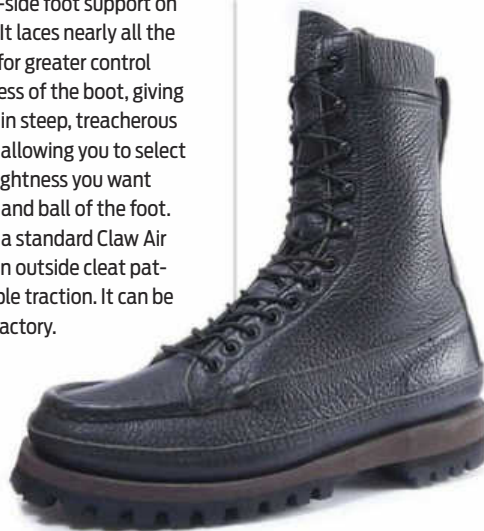 -side foot support on
It laces nearly all the
for greater control
ess of the boot, giving
in steep, treacherous
allowing you to select
ghtness you want
and ball of the foot.
a standard Claw Air
n outside cleat pat-
ble traction. It can be
actory.